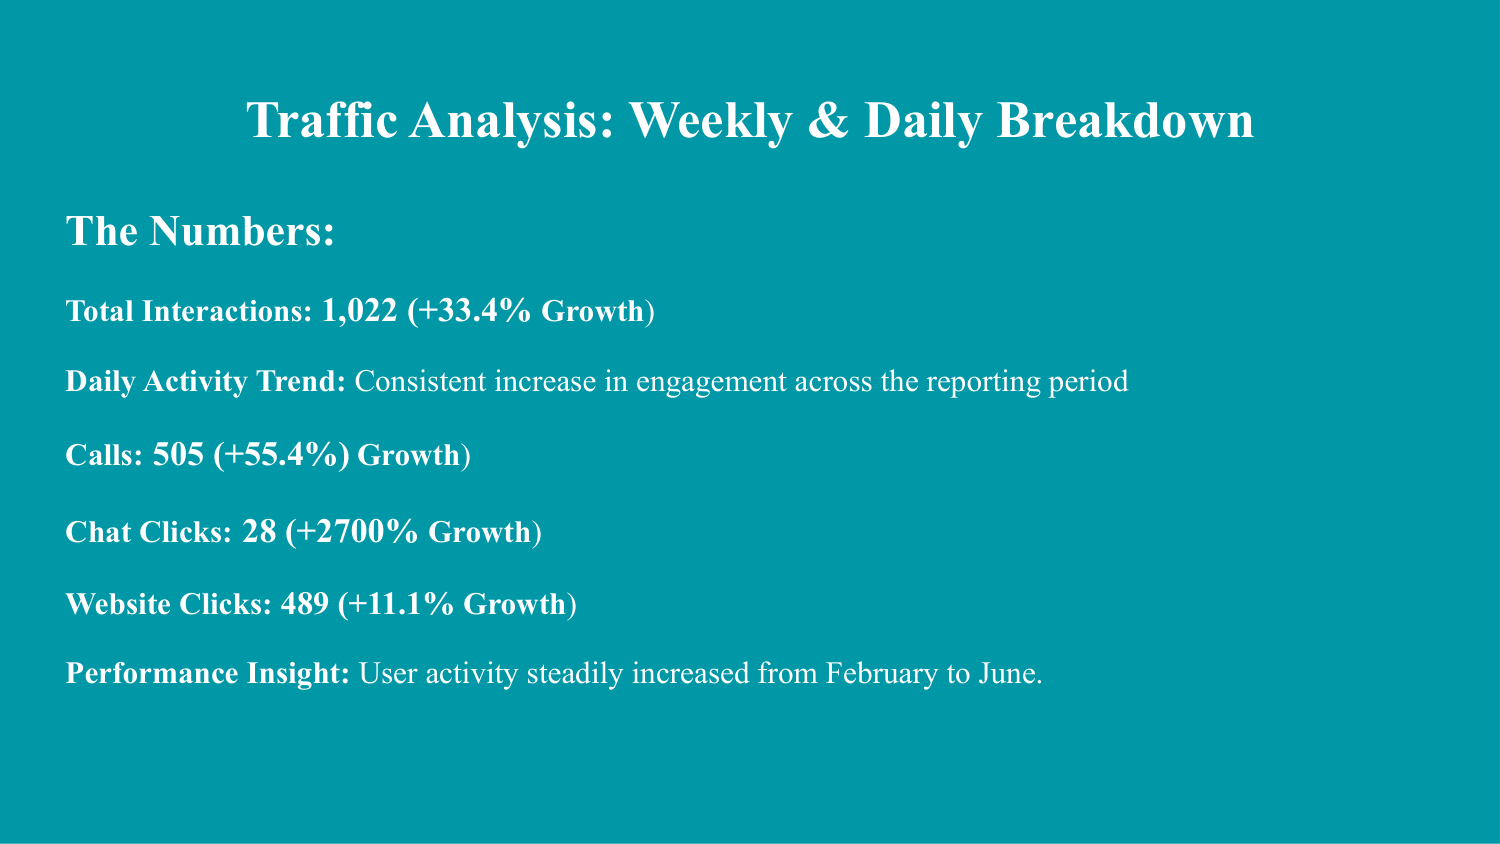 Traffic Analysis: Weekly & Daily Breakdown
The Numbers:
Total Interactions: 1,022 (+33.4% Growth)
Daily Activity Trend: Consistent increase in engagement across the reporting period
Calls: 505 (+55.4%) Growth)
Chat Clicks: 28 (+2700% Growth)
Website Clicks: 489 (+11.1% Growth)
Performance Insight: User activity steadily increased from February to June.